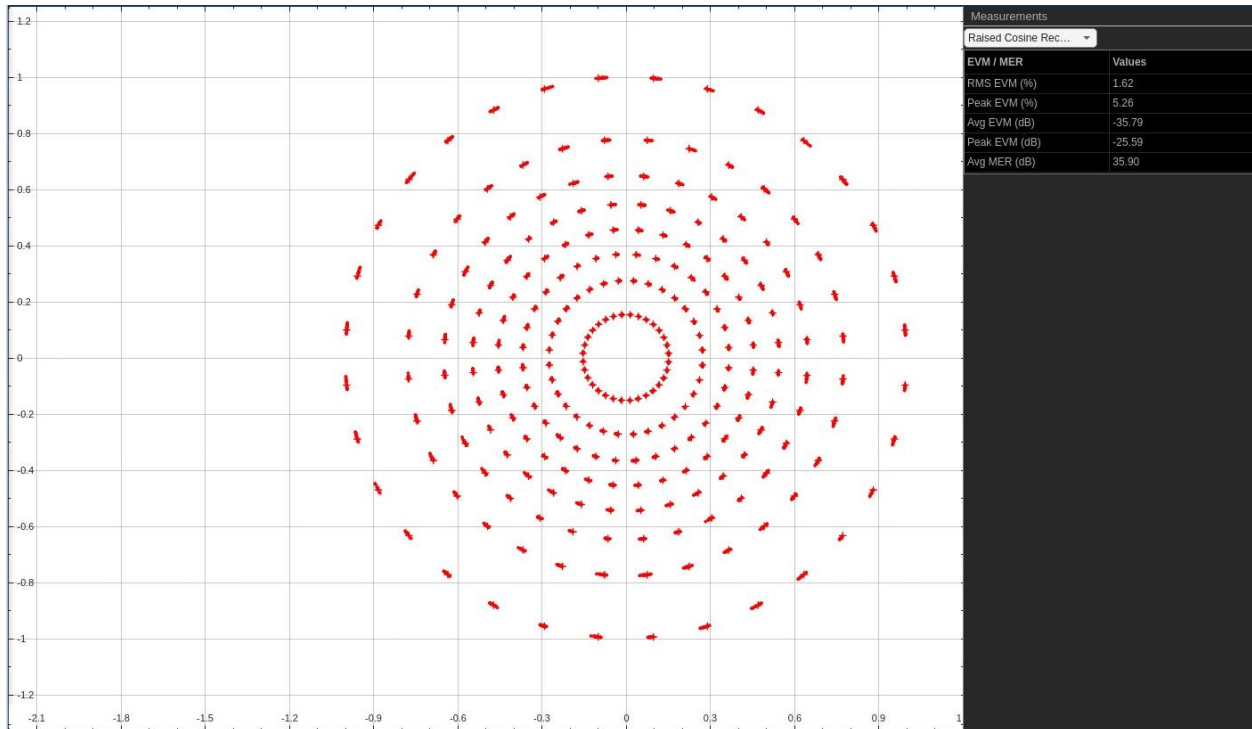 1.2
1
0.8
0.6
0.4
0.2
0
-0.2
-0.4
-0.6
-0.8
-1
-1.2
-2.1 -1.8 -1.5 -1.2 -0.9 -0.6 -0.3 0 0.3 0.6 0.9 1
Measurements
Raised Cosine Rec...
EVM / MER Values
RMS EVM (%) 1.62
Peak EVM (%) 5.26
Avg EVM (dB) -35.79
Peak EVM (dB) -25.59
Avg MER (dB) 35.90